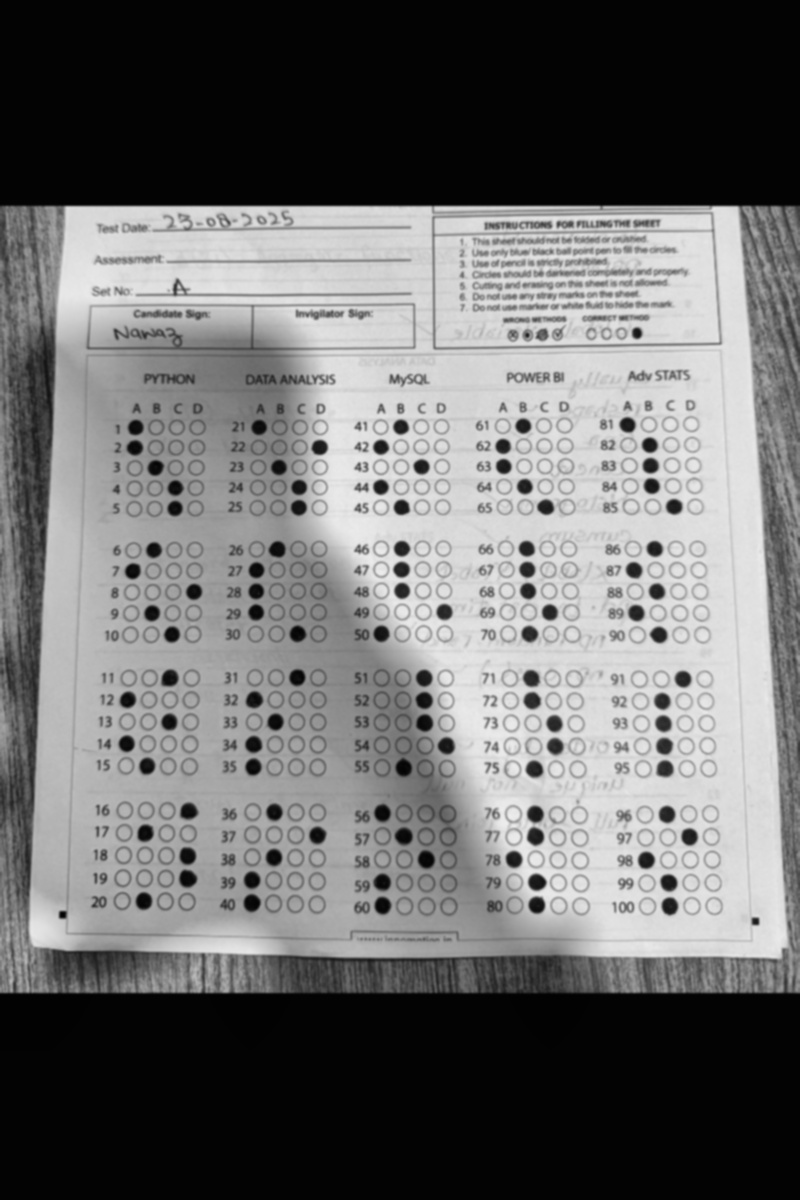 Test Date: 23-08-2025
Assessment:
Set No: A
Candidate Sign: Invigilator Sign:
Nawaz
INSTRUCTIONS FOR FILLING THE SHEET
1. This sheet should not be folded or crushed.
2. Use only blue/ black ball point pen to fill the circles.
3. Use of pencil is strictly prohibited.
4. Circles should be darkened completely and properly.
5. Cutting and erasing on this sheet is not allowed.
6. Do not use any stray marks on the sheet.
7. Do not use marker or white fluid to hide the mark.
WRONG METHODS CORRECT METHOD
PYTHON DATA ANALYSIS MySQL POWER BI Adv STATS
A B C D A B C D A B C D A B C D A B C D
1 21 41 61 81
2 22 42 62 82
3 23 43 63 83
4 24 44 64 84
5 25 45 65 85
6 26 46 66 86
7 27 47 67 87
8 28 48 68 88
9 29 49 69 89
10 30 50 70 90
11 31 51 71 91
12 32 52 72 92
13 33 53 73 93
14 34 54 74 94
15 35 55 75 95
16 36 56 76 96
17 37 57 77 97
18 38 58 78 98
19 39 59 79 99
20 40 60 80 100